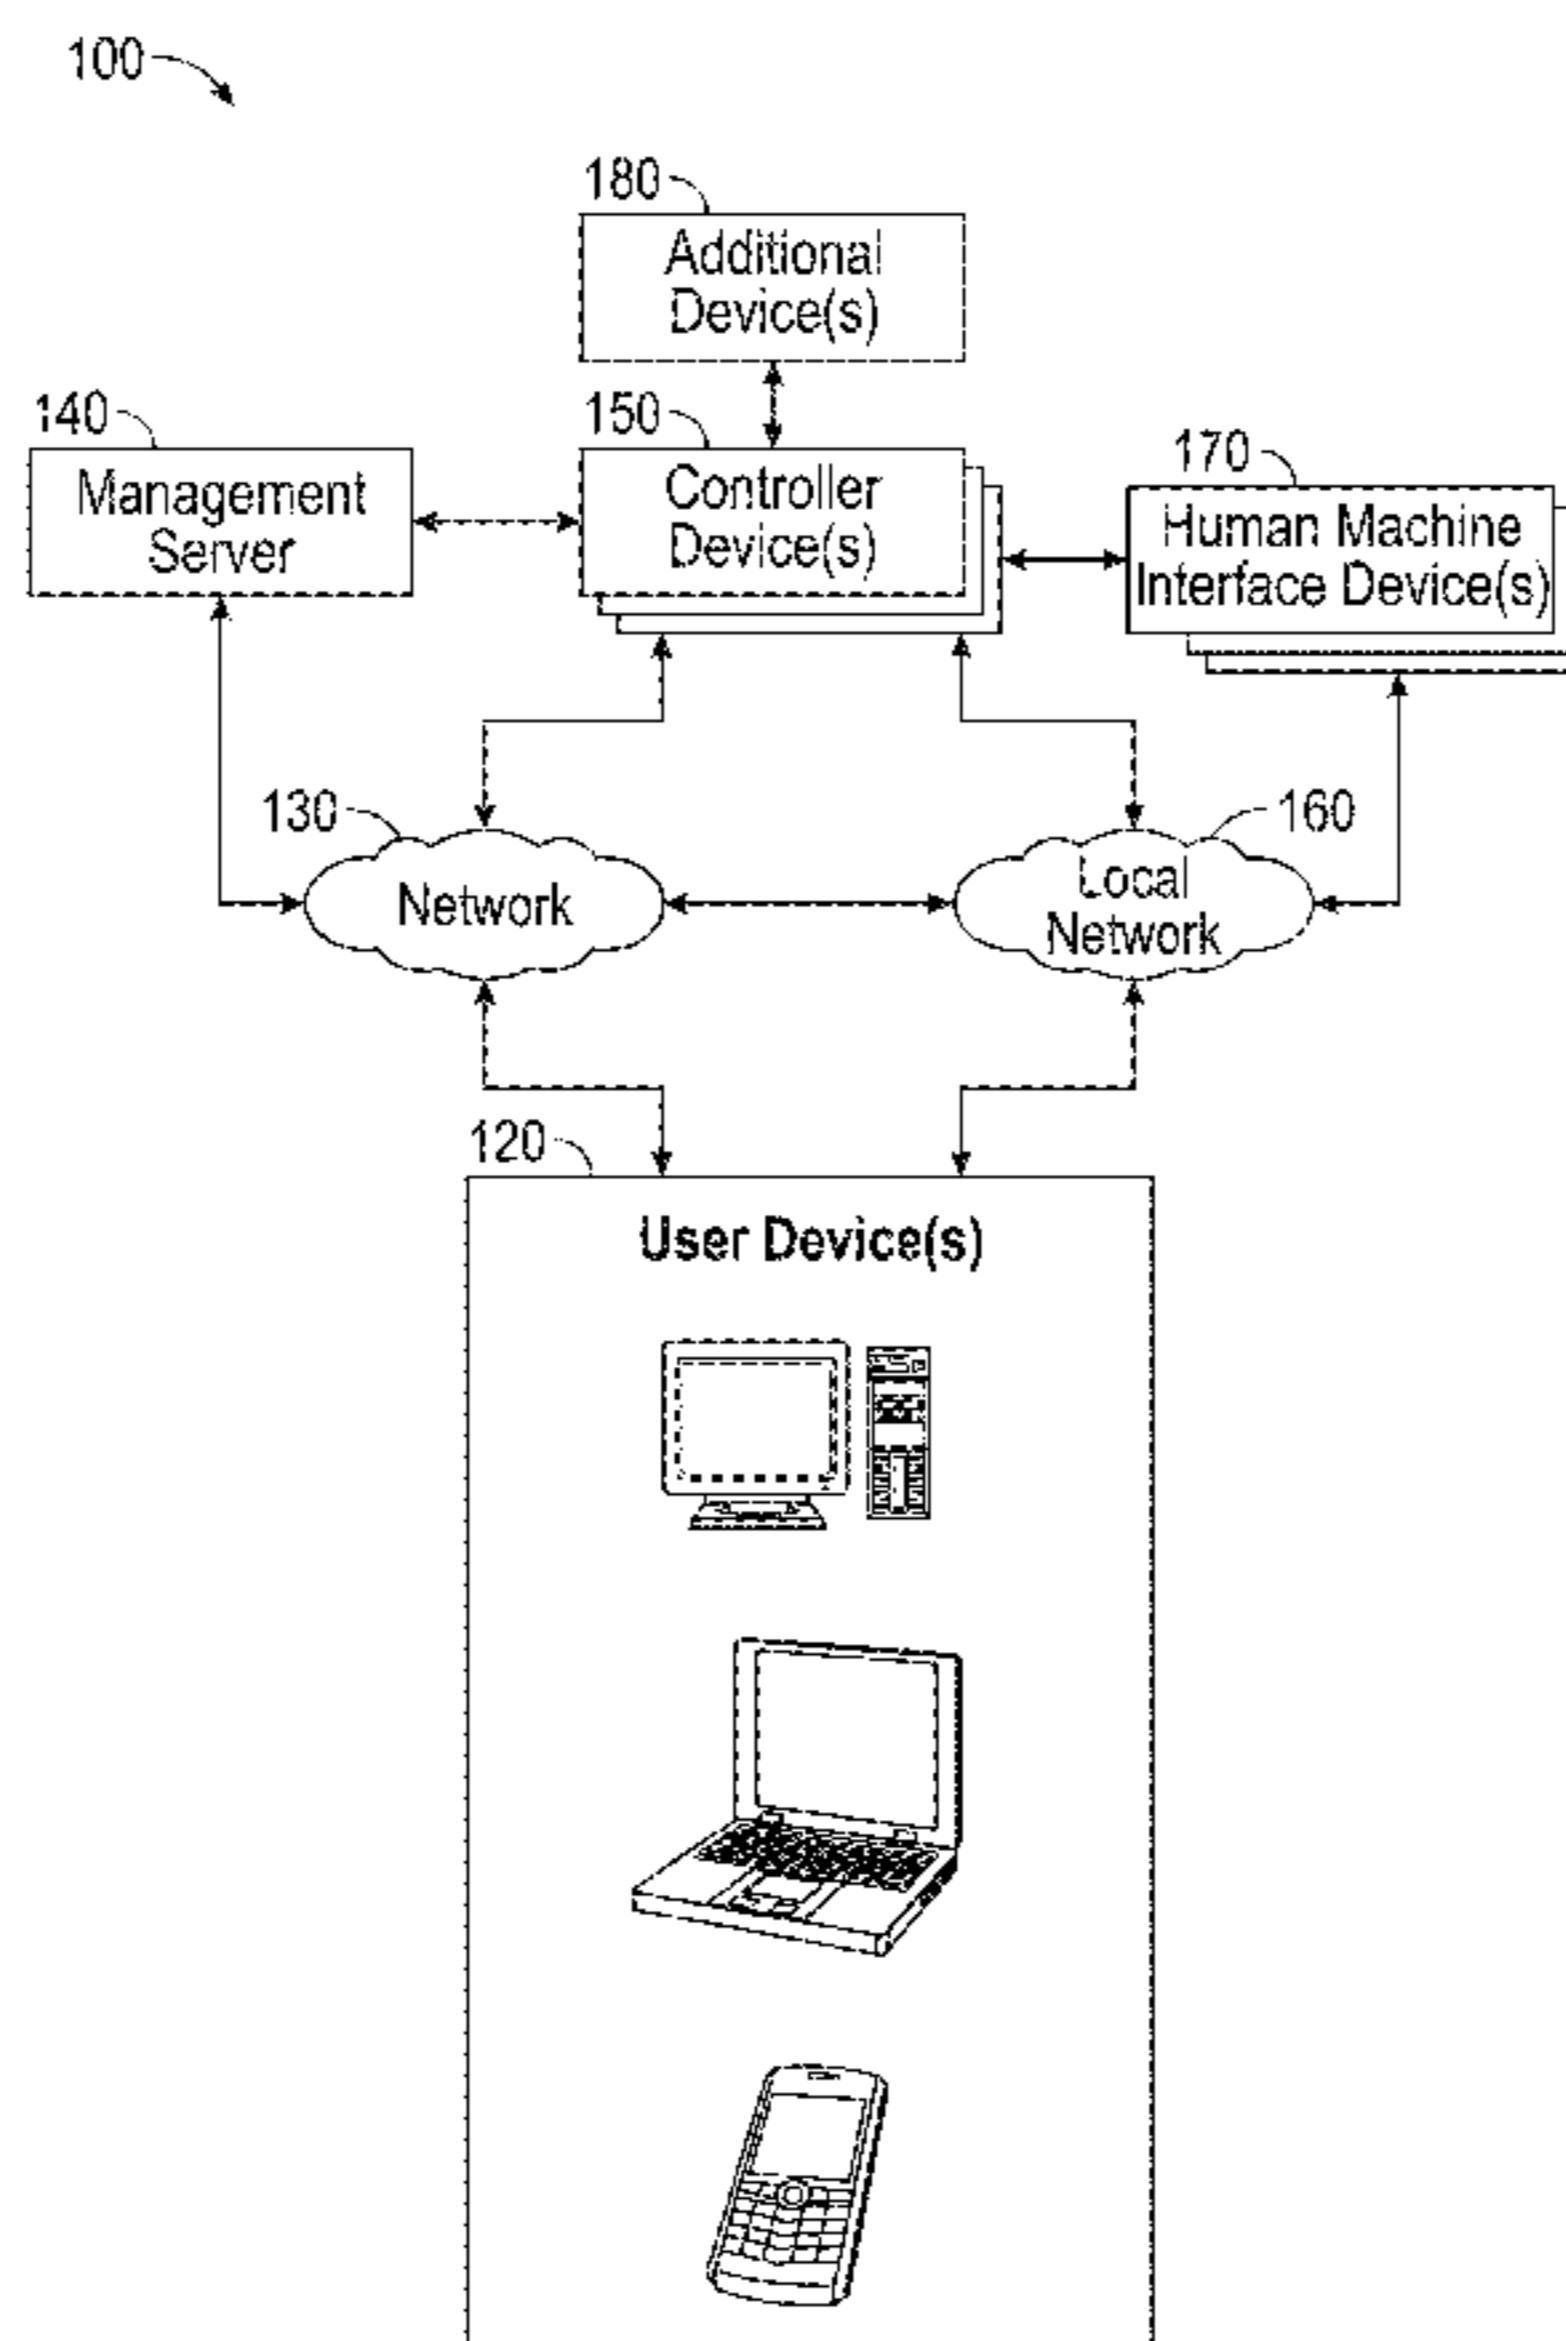 100
180
Additional
Device(s)
140
Management
Server
150
Controller
Device(s)
170
Human Machine
Interface Device(s)
130
Network
160
Local
Network
120
User Device(s)